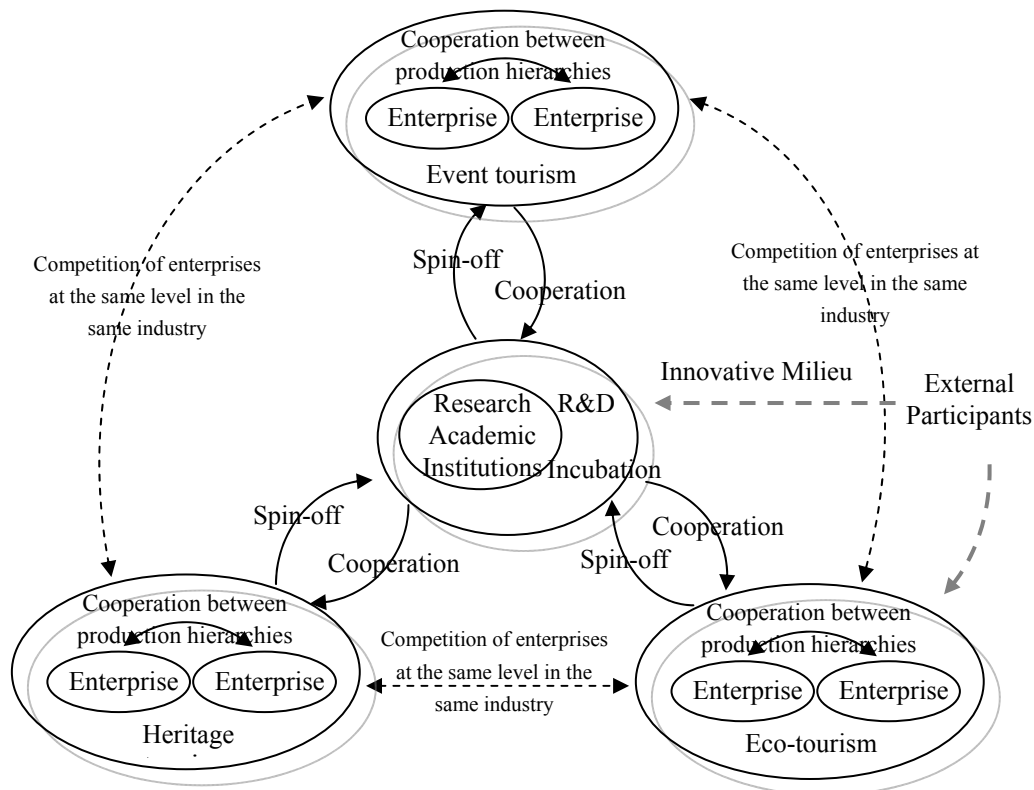 Cooperation between
production hierarchies
Enterprise
Enterprise
Event tourism
Competition of enterprises
at the same level in the
same industry
Spin-off
Cooperation
Competition of enterprises at
the same level in the same
industry
Innovative Milieu
External
Participants
Research
Academic
Institutions
R&D
Incubation
Spin-off
Cooperation
Cooperation
Spin-off
Cooperation between
production hierarchies
Enterprise
Enterprise
Heritage
Competition of enterprises
at the same level in the
same industry
Cooperation between
production hierarchies
Enterprise
Enterprise
Eco-tourism